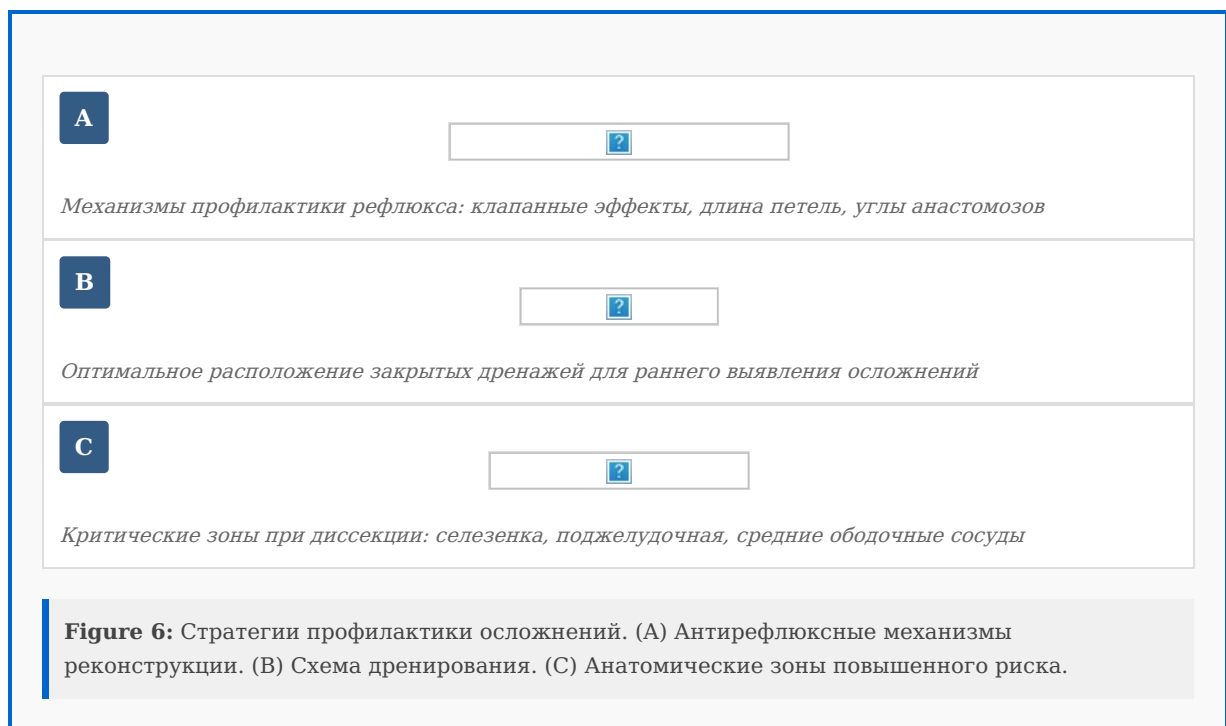 A
?
Механизмы профилактики рефлюкса: клапанные эффекты, длина петель, углы анастомозов
B
?
Оптимальное расположение закрытых дренажей для раннего выявления осложнений
C
?
Критические зоны при диссекции: селезенка, поджелудочная, средние ободочные сосуды
Figure 6: Стратегии профилактики осложнений. (A) Антирефлюксные механизмы
реконструкции. (B) Схема дренирования. (C) Анатомические зоны повышенного риска.